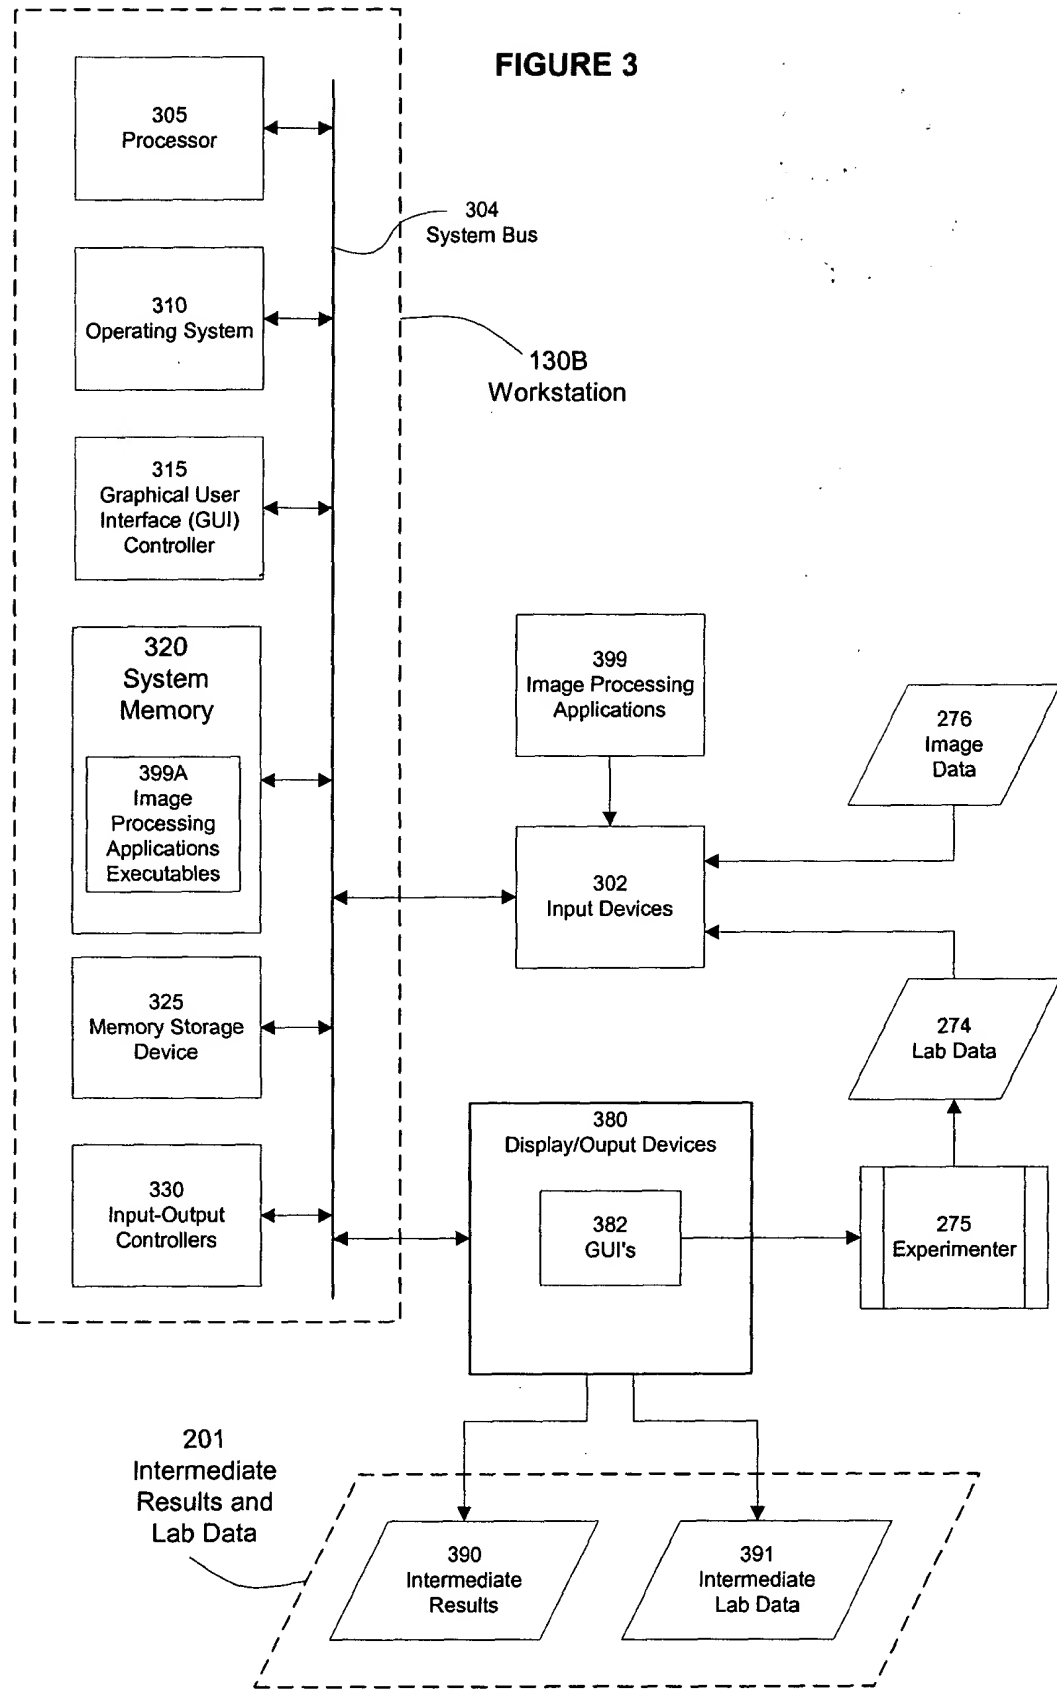 FIGURE 3
305
Processor
304
System Bus
310
Operating System
130B
Workstation
315
Graphical User
Interface (GUI)
Controller
320
System
Memory
399A
Image
Processing
Applications
Executables
399
Image Processing
Applications
276
Image
Data
302
Input Devices
325
Memory Storage
Device
274
Lab Data
380
Display/Ouput Devices
330
Input-Output
Controllers
382
GUI's
275
Experimenter
201
Intermediate
Results and
Lab Data
390
Intermediate
Results
391
Intermediate
Lab Data